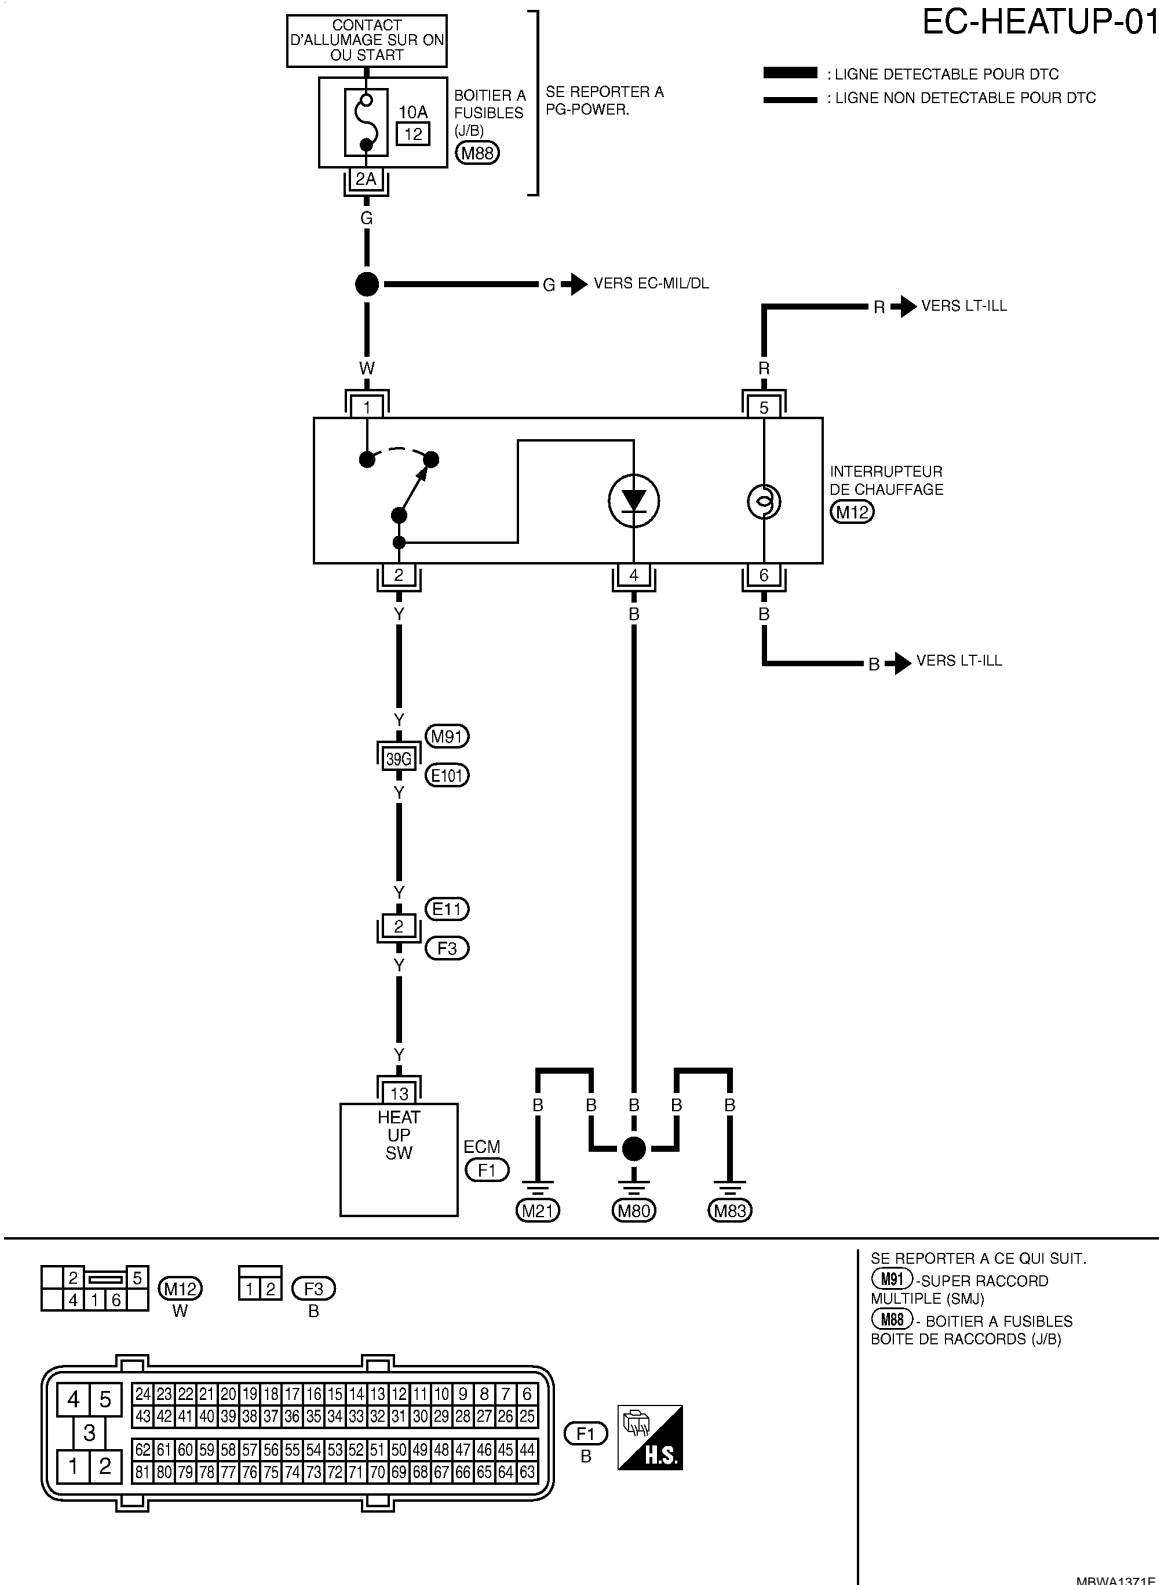 EC-HEATUP-01
CONTACT
D'ALLUMAGE SUR ON
OU START
: LIGNE DETECTABLE POUR DTC
: LIGNE NON DETECTABLE POUR DTC
10A
12
BOITIER A
FUSIBLES
(J/B)
M88
SE REPORTER A
PG-POWER.
2A
G
G
VERS EC-MIL/DL
R
VERS LT-ILL
W
R
1
5
INTERRUPTEUR
DE CHAUFFAGE
M12
2
4
6
Y
B
B
B
VERS LT-ILL
Y
M91
39G
E101
Y
Y
E11
2
F3
Y
Y
13
HEAT
UP
SW
ECM
F1
B B B B B
M21 M80 M83
2 5
4 1 6
M12
W
1 2
F3
B
SE REPORTER A CE QUI SUIT.
M91 -SUPER RACCORD
MULTIPLE (SMJ)
M88 - BOITIER A FUSIBLES
BOITE DE RACCORDS (J/B)
4 5
3
1 2
24 23 22 21 20 19 18 17 16 15 14 13 12 11 10 9 8 7 6
43 42 41 40 39 38 37 36 35 34 33 32 31 30 29 28 27 26 25
62 61 60 59 58 57 56 55 54 53 52 51 50 49 48 47 46 45 44
81 80 79 78 77 76 75 74 73 72 71 70 69 68 67 66 65 64 63
F1
B
H.S.
MBWA1371E